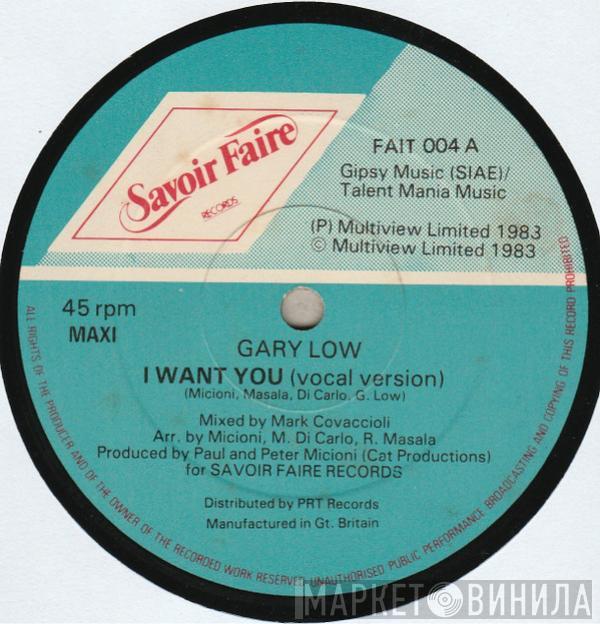 Savoir Faire
RECORDS
FAIT 004 A
Gipsy Music (SIAE)/
Talent Mania Music
(P) Multiview Limited 1983
© Multiview Limited 1983
45 rpm
MAXI
GARY LOW
I WANT YOU (vocal version)
(Micioni, Masala, Di Carlo, G. Low)
Mixed by Mark Covaccioli
Arr. by Micioni, M. Di Carlo, R. Masala
Produced by Paul and Peter Micioni (Cat Productions)
for SAVOIR FAIRE RECORDS
Distributed by PRT Records
Manufactured in Gt. Britain
ALL RIGHTS OF THE PRODUCER AND OF THE OWNER OF THE RECORDED WORK RESERVED—UNAUTHORISED PUBLIC PERFORMANCE BROADCASTING AND COPYING OF THIS RECORD PROHIBITED
МАРКЕТ ВИНИЛА